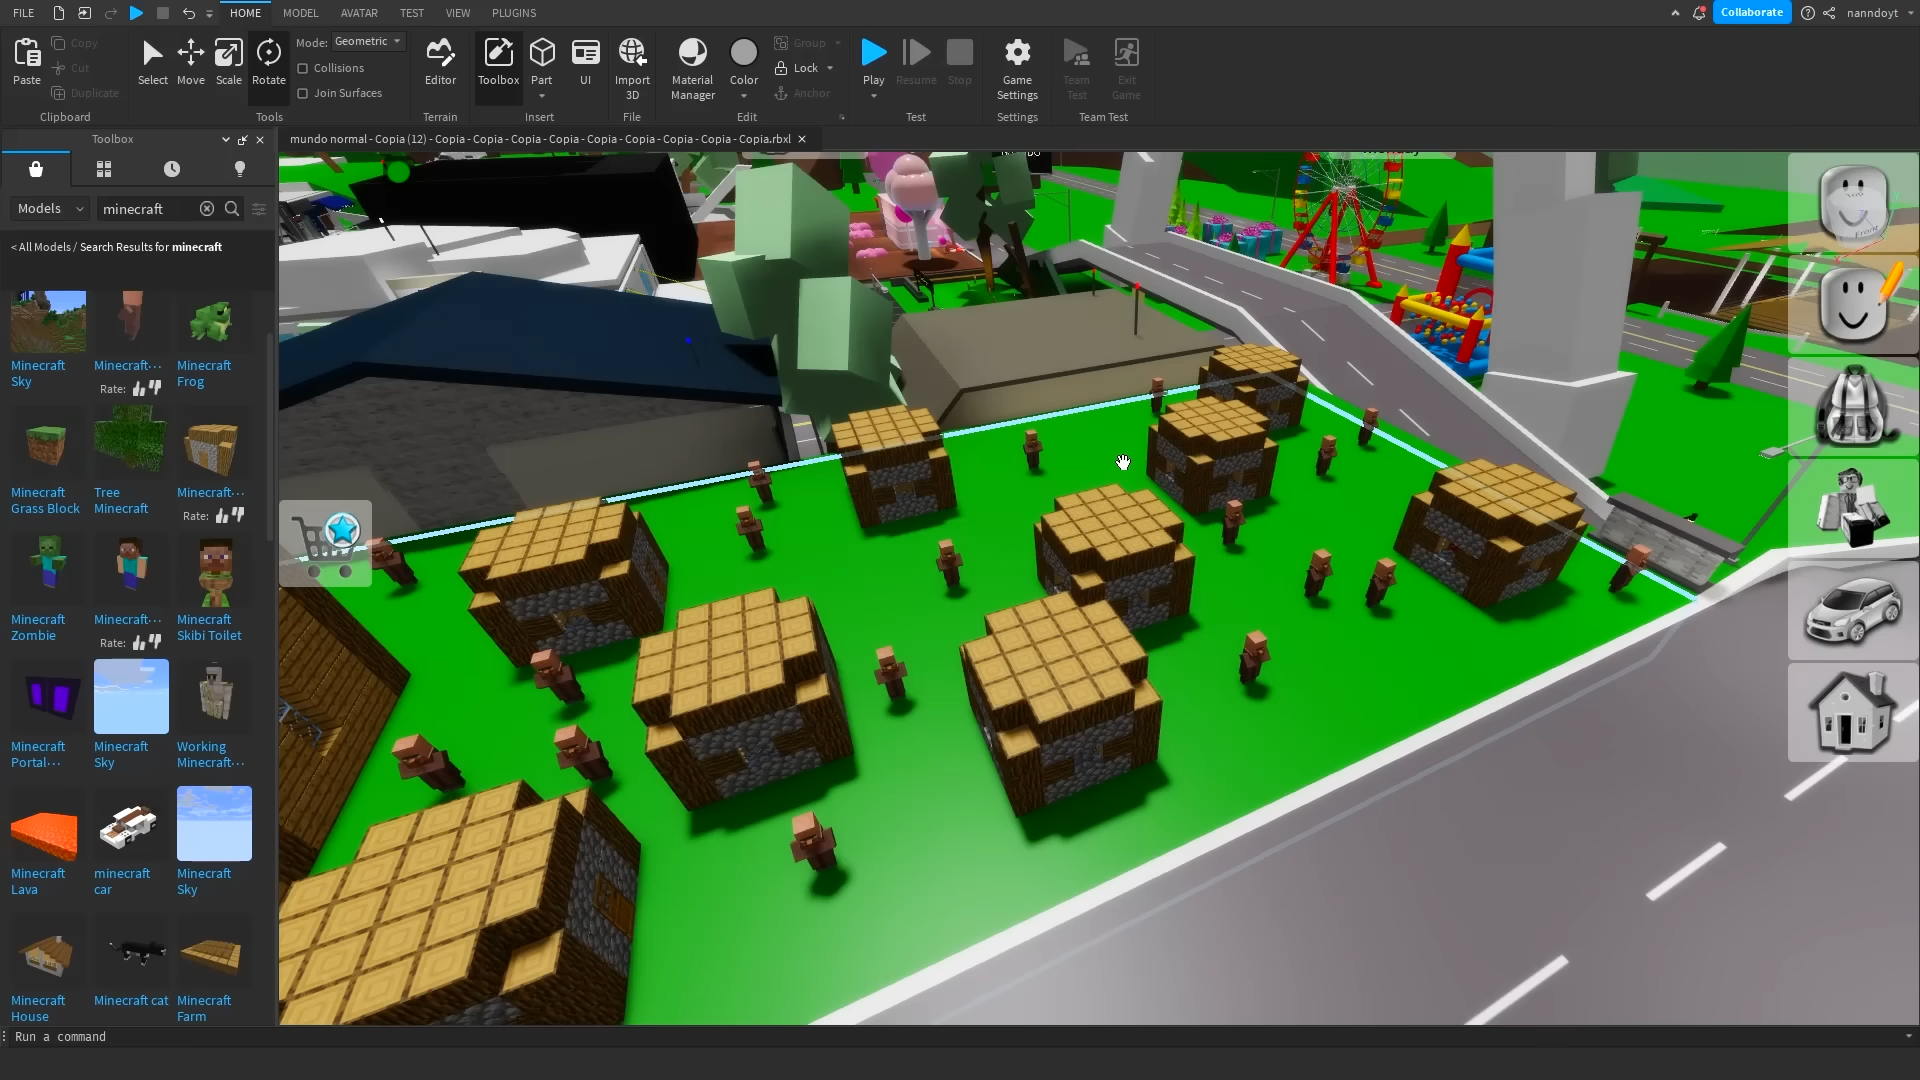 FILE HOME MODEL AVATAR TEST VIEW PLUGINS Collaborate nanndoyt
Paste Copy Cut Duplicate
Select Move Scale Rotate
Mode: Geometric
Collisions
Join Surfaces
Editor
Toolbox Part UI
Import 3D
Material Manager Color
Group
Lock
Anchor
Play Resume Stop
Game Settings
Team Test Exit Game
Clipboard Tools Terrain Insert File Edit Test Settings Team Test
Toolbox
mundo normal - Copia (12) - Copia - Copia - Copia - Copia - Copia - Copia - Copia - Copia - Copia.rbxl
Models minecraft
< All Models / Search Results for minecraft
Minecraft Sky
Minecraft...
Rate:
Minecraft Frog
Minecraft Grass Block
Tree Minecraft
Minecraft...
Rate:
Minecraft Zombie
Minecraft...
Rate:
Minecraft Skibi Toilet
Minecraft Portal...
Minecraft Sky
Working Minecraft...
Minecraft Lava
minecraft car
Minecraft Sky
Minecraft House
Minecraft cat
Minecraft Farm
Front
Run a command